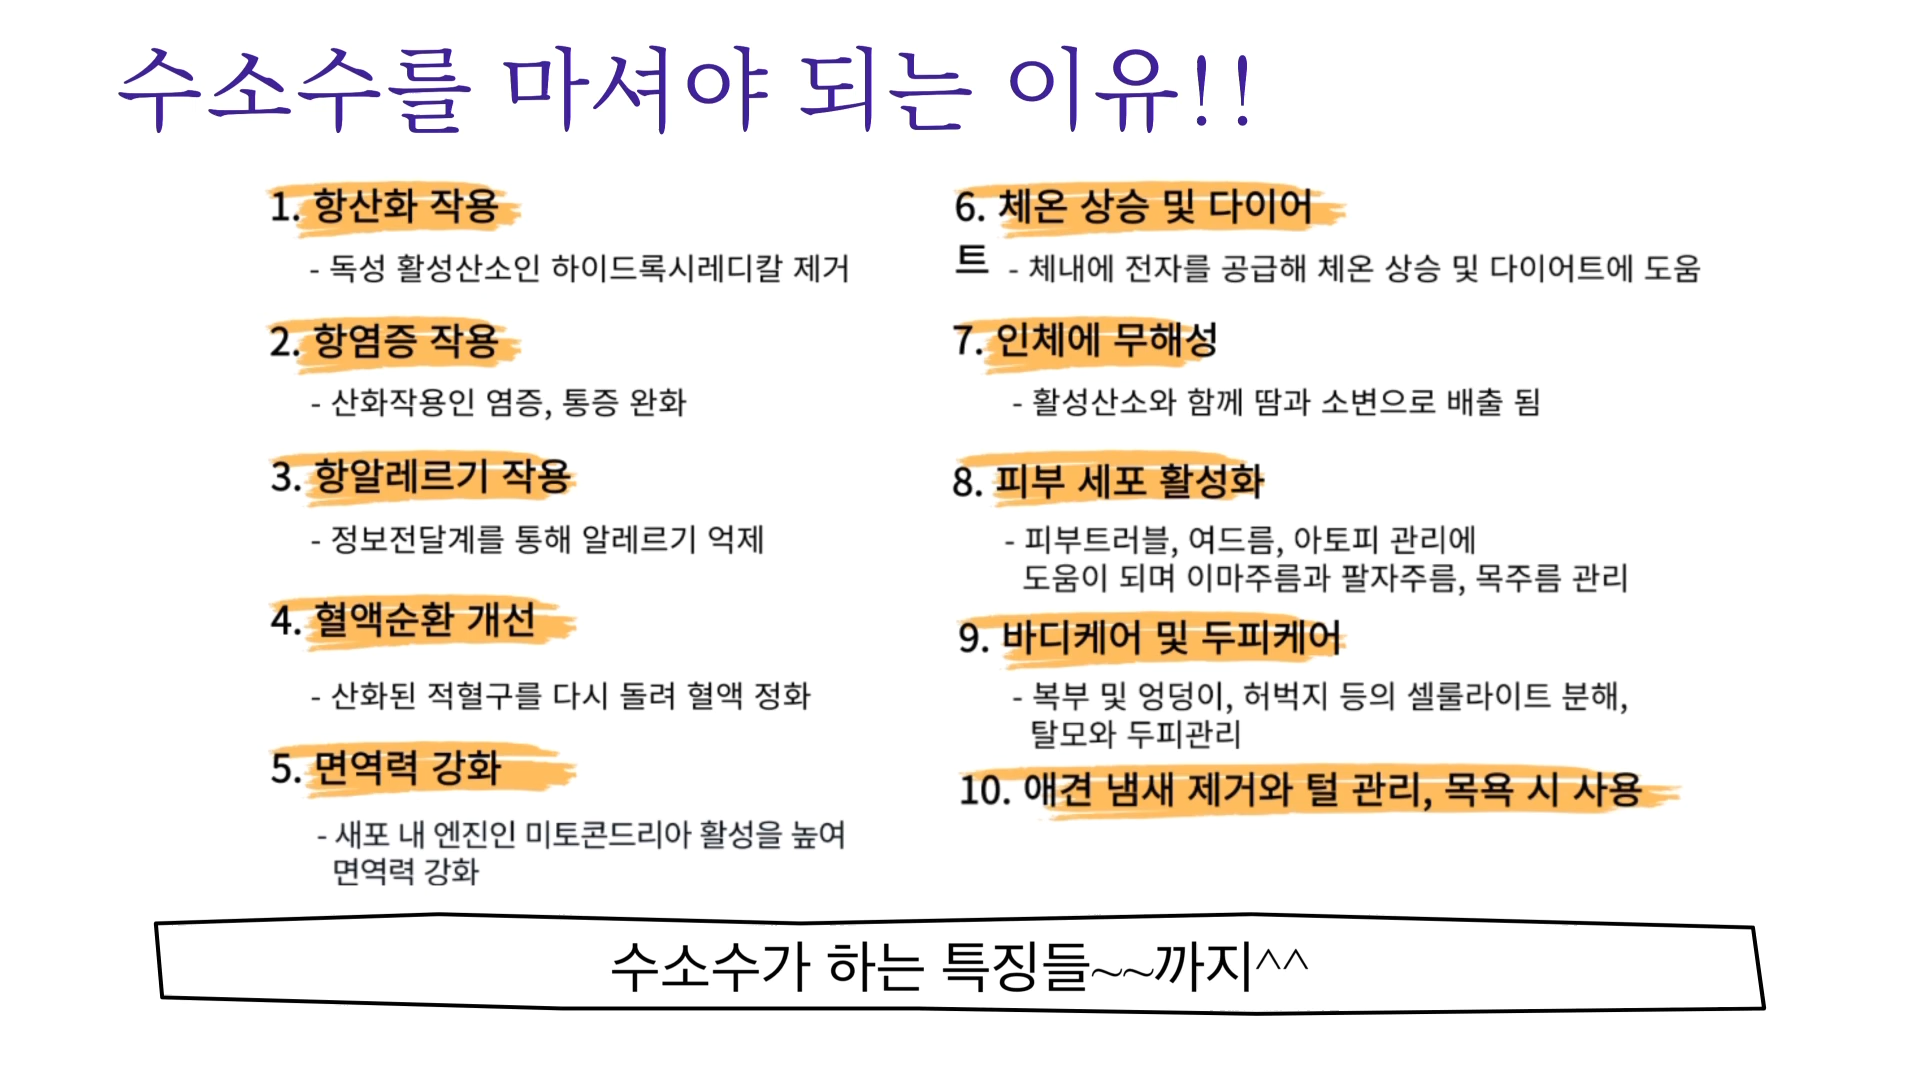 수소수를 마셔야 되는 이유!!
1. 항산화 작용
- 독성 활성산소인 하이드록시레디칼 제거
2. 항염증 작용
- 산화작용인 염증, 통증 완화
3. 항알레르기 작용
- 정보전달계를 통해 알레르기 억제
4. 혈액순환 개선
- 산화된 적혈구를 다시 돌려 혈액 정화
5. 면역력 강화
- 새포 내 엔진인 미토콘드리아 활성을 높여
면역력 강화
6. 체온 상승 및 다이어
트
- 체내에 전자를 공급해 체온 상승 및 다이어트에 도움
7. 인체에 무해성
- 활성산소와 함께 땀과 소변으로 배출 됨
8. 피부 세포 활성화
- 피부트러블, 여드름, 아토피 관리에
도움이 되며 이마주름과 팔자주름, 목주름 관리
9. 바디케어 및 두피케어
- 복부 및 엉덩이, 허벅지 등의 셀룰라이트 분해,
탈모와 두피관리
10. 애견 냄새 제거와 털 관리, 목욕 시 사용
수소수가 하는 특징들~~까지^^